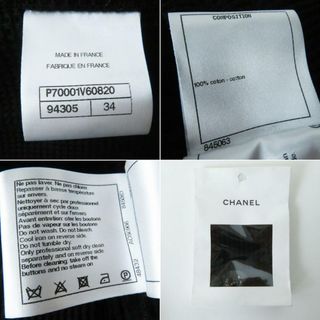 MADE IN FRANCE
FABRIQUE EN FRANCE
P70001V60820
94305 34
COMPOSITION
100% coton - cotton
845063
Ne pas laver. Ne pas chlorer.
Repasser à basse température
sur envers.
Nettoyer à sec par professionnel
uniquement cycle doux
séparément et sur envers.
Avant entretien ôter les boutons
Pas de vapeur sur les boutons
Do not wash. Do not bleach.
Cool iron on reverse side.
Do not tumble dry.
Only professional soft dry clean
separately and on reverse side.
Before cleaning take off the
buttons and no steam on
CHANEL